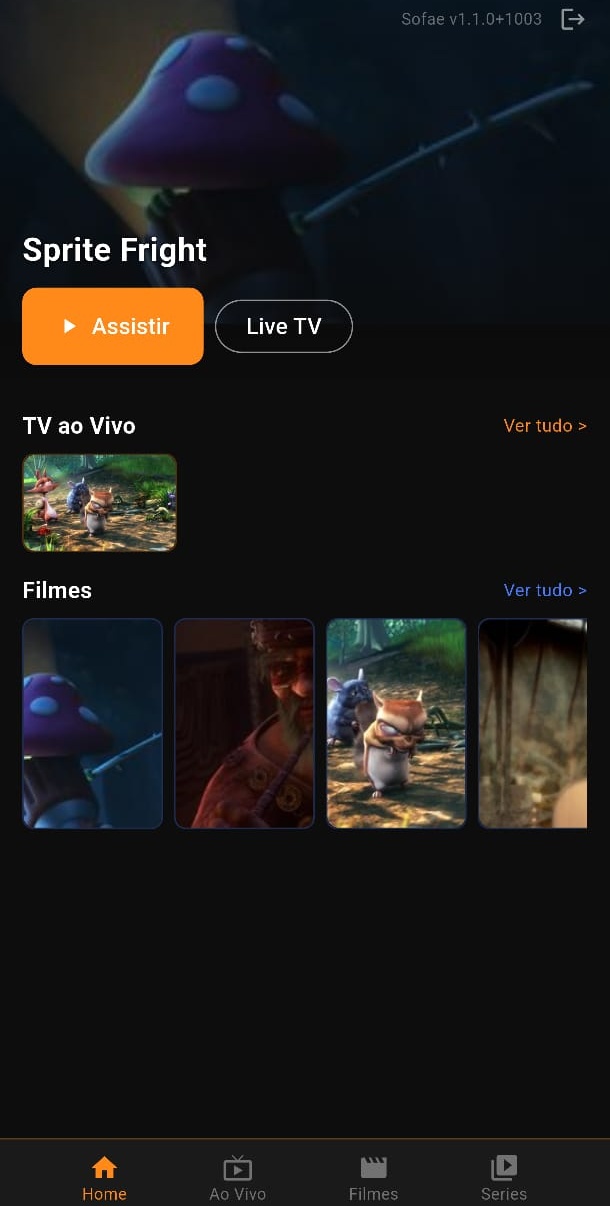 Sofae v1.1.0+1003
Sprite Fright
Assistir
Live TV
TV ao Vivo
Ver tudo >
Filmes
Ver tudo >
Home
Ao Vivo
Filmes
Series